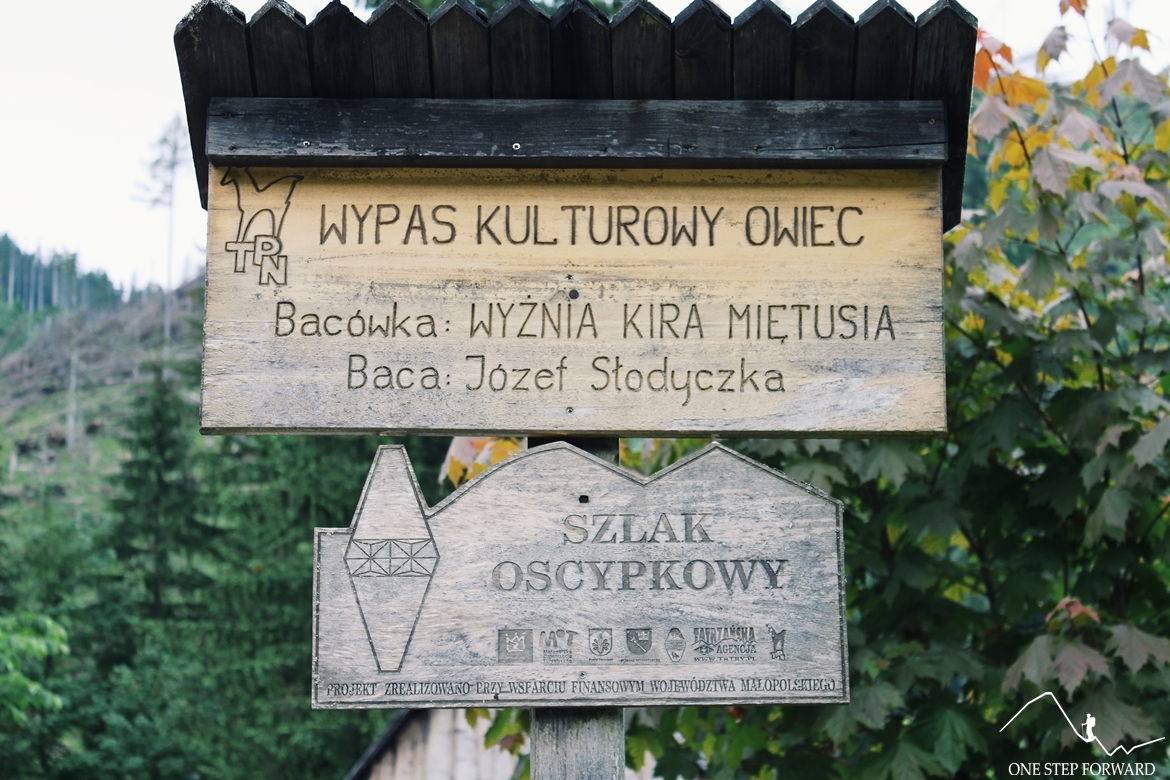 TPN
WYPAS KULTUROWY OWIEC
Bacówka: WYŻNIA KIRA MIĘTUSIA
Baca: Józef Słodyczka
SZLAK
OSCYPKOWY
TATRZAŃSKA
AGENCJA
PROJEKT ZREALIZOWANO PRZY WSPARCIU FINANSOWYM WOJEWÓDZTWA MAŁOPOLSKIEGO
ONE STEP FORWARD